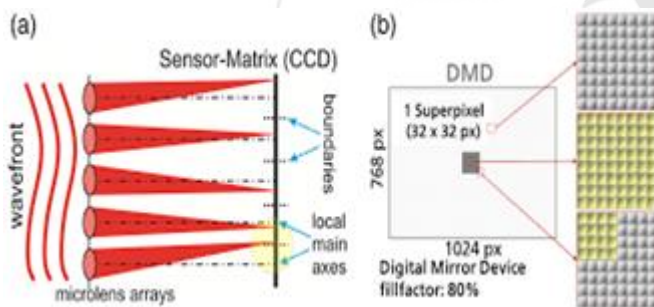 (a)
Sensor-Matrix (CCD)
wavefront
boundaries
local
main
axes
microlens arrays
(b)
DMD
1 Superpixel
(32 x 32 px)
768 px
1024 px
Digital Mirror Device
fillfactor: 80%